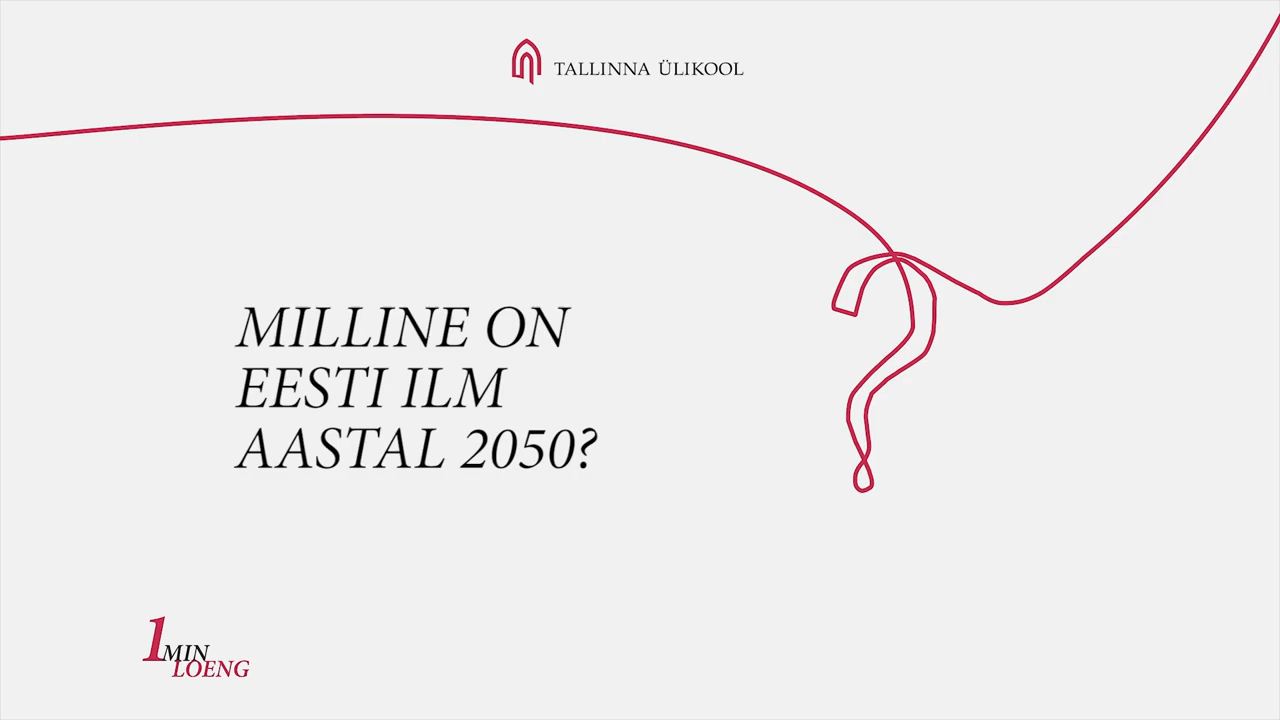 TALLINNA ÜLIKOOL
MILLINE ON
EESTI ILM
AASTAL 2050?
1MIN
LOENG